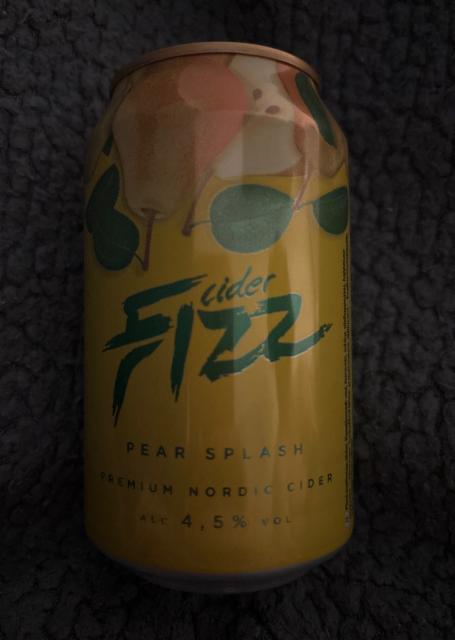 cider
FIZZ
PEAR SPLASH
PREMIUM NORDIC CIDER
ALC 4,5% VOL